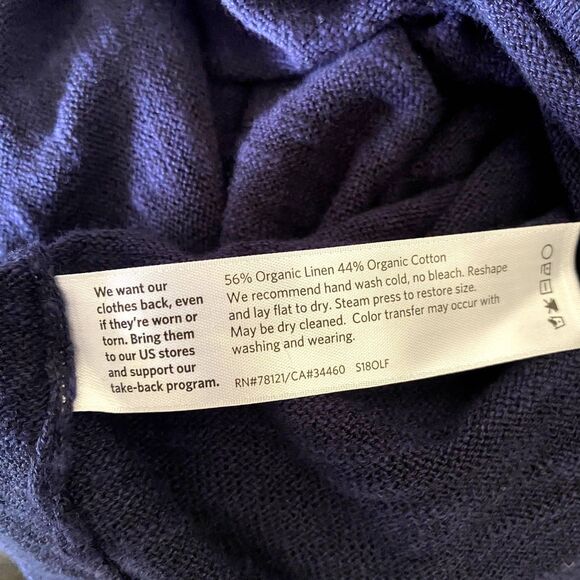 We want our
clothes back, even
if they're worn or
torn. Bring them
to our US stores
and support our
take-back program.
56% Organic Linen 44% Organic Cotton
We recommend hand wash cold, no bleach. Reshape
and lay flat to dry. Steam press to restore size.
May be dry cleaned. Color transfer may occur with
washing and wearing.
RN#78121/CA#34460 S18OLF